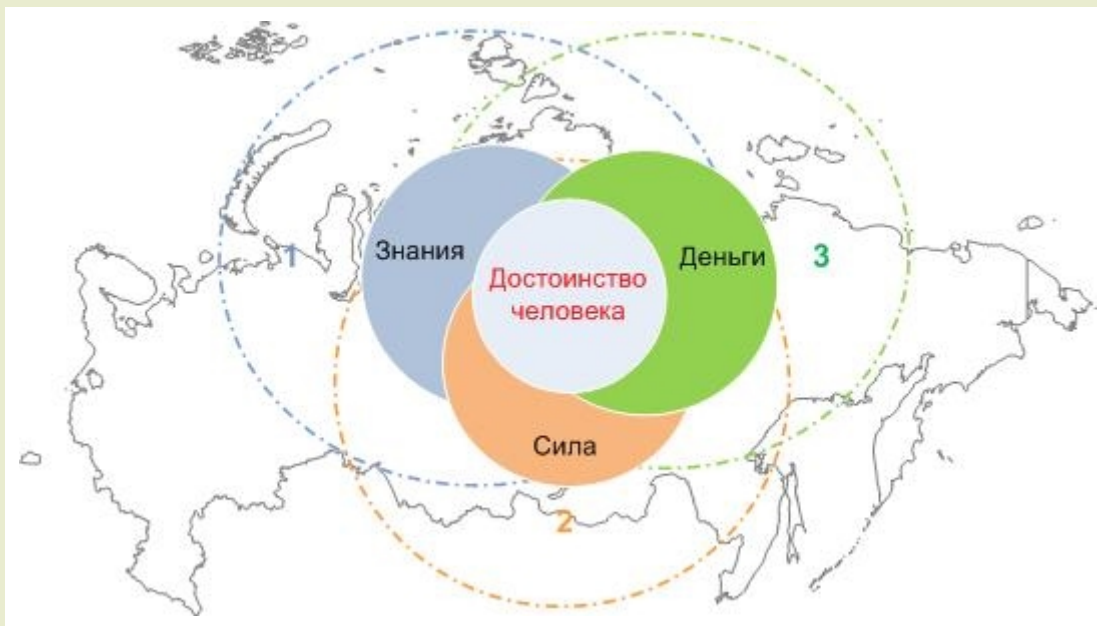 1
Знания
Достоинство
человека
Деньги
3
Сила
2